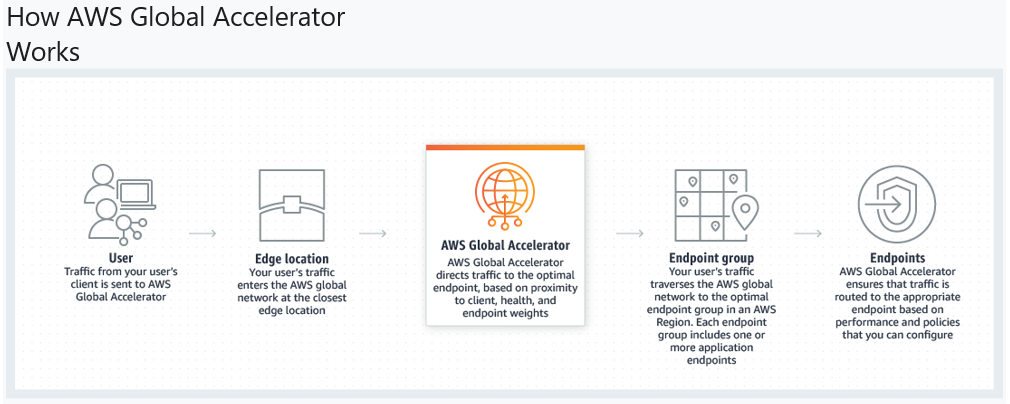 How AWS Global Accelerator
Works
User
Traffic from your user's
client is sent to AWS
Global Accelerator
Edge location
Your user's traffic
enters the AWS global
network at the closest
edge location
AWS Global Accelerator
AWS Global Accelerator
directs traffic to the optimal
endpoint, based on proximity
to client, health, and
endpoint weights
Endpoint group
Your user's traffic
traverses the AWS global
network to the optimal
endpoint group in an AWS
Region. Each endpoint
group includes one or
more application
endpoints
Endpoints
AWS Global Accelerator
ensures that traffic is
routed to the appropriate
endpoint based on
performance and policies
that you can configure